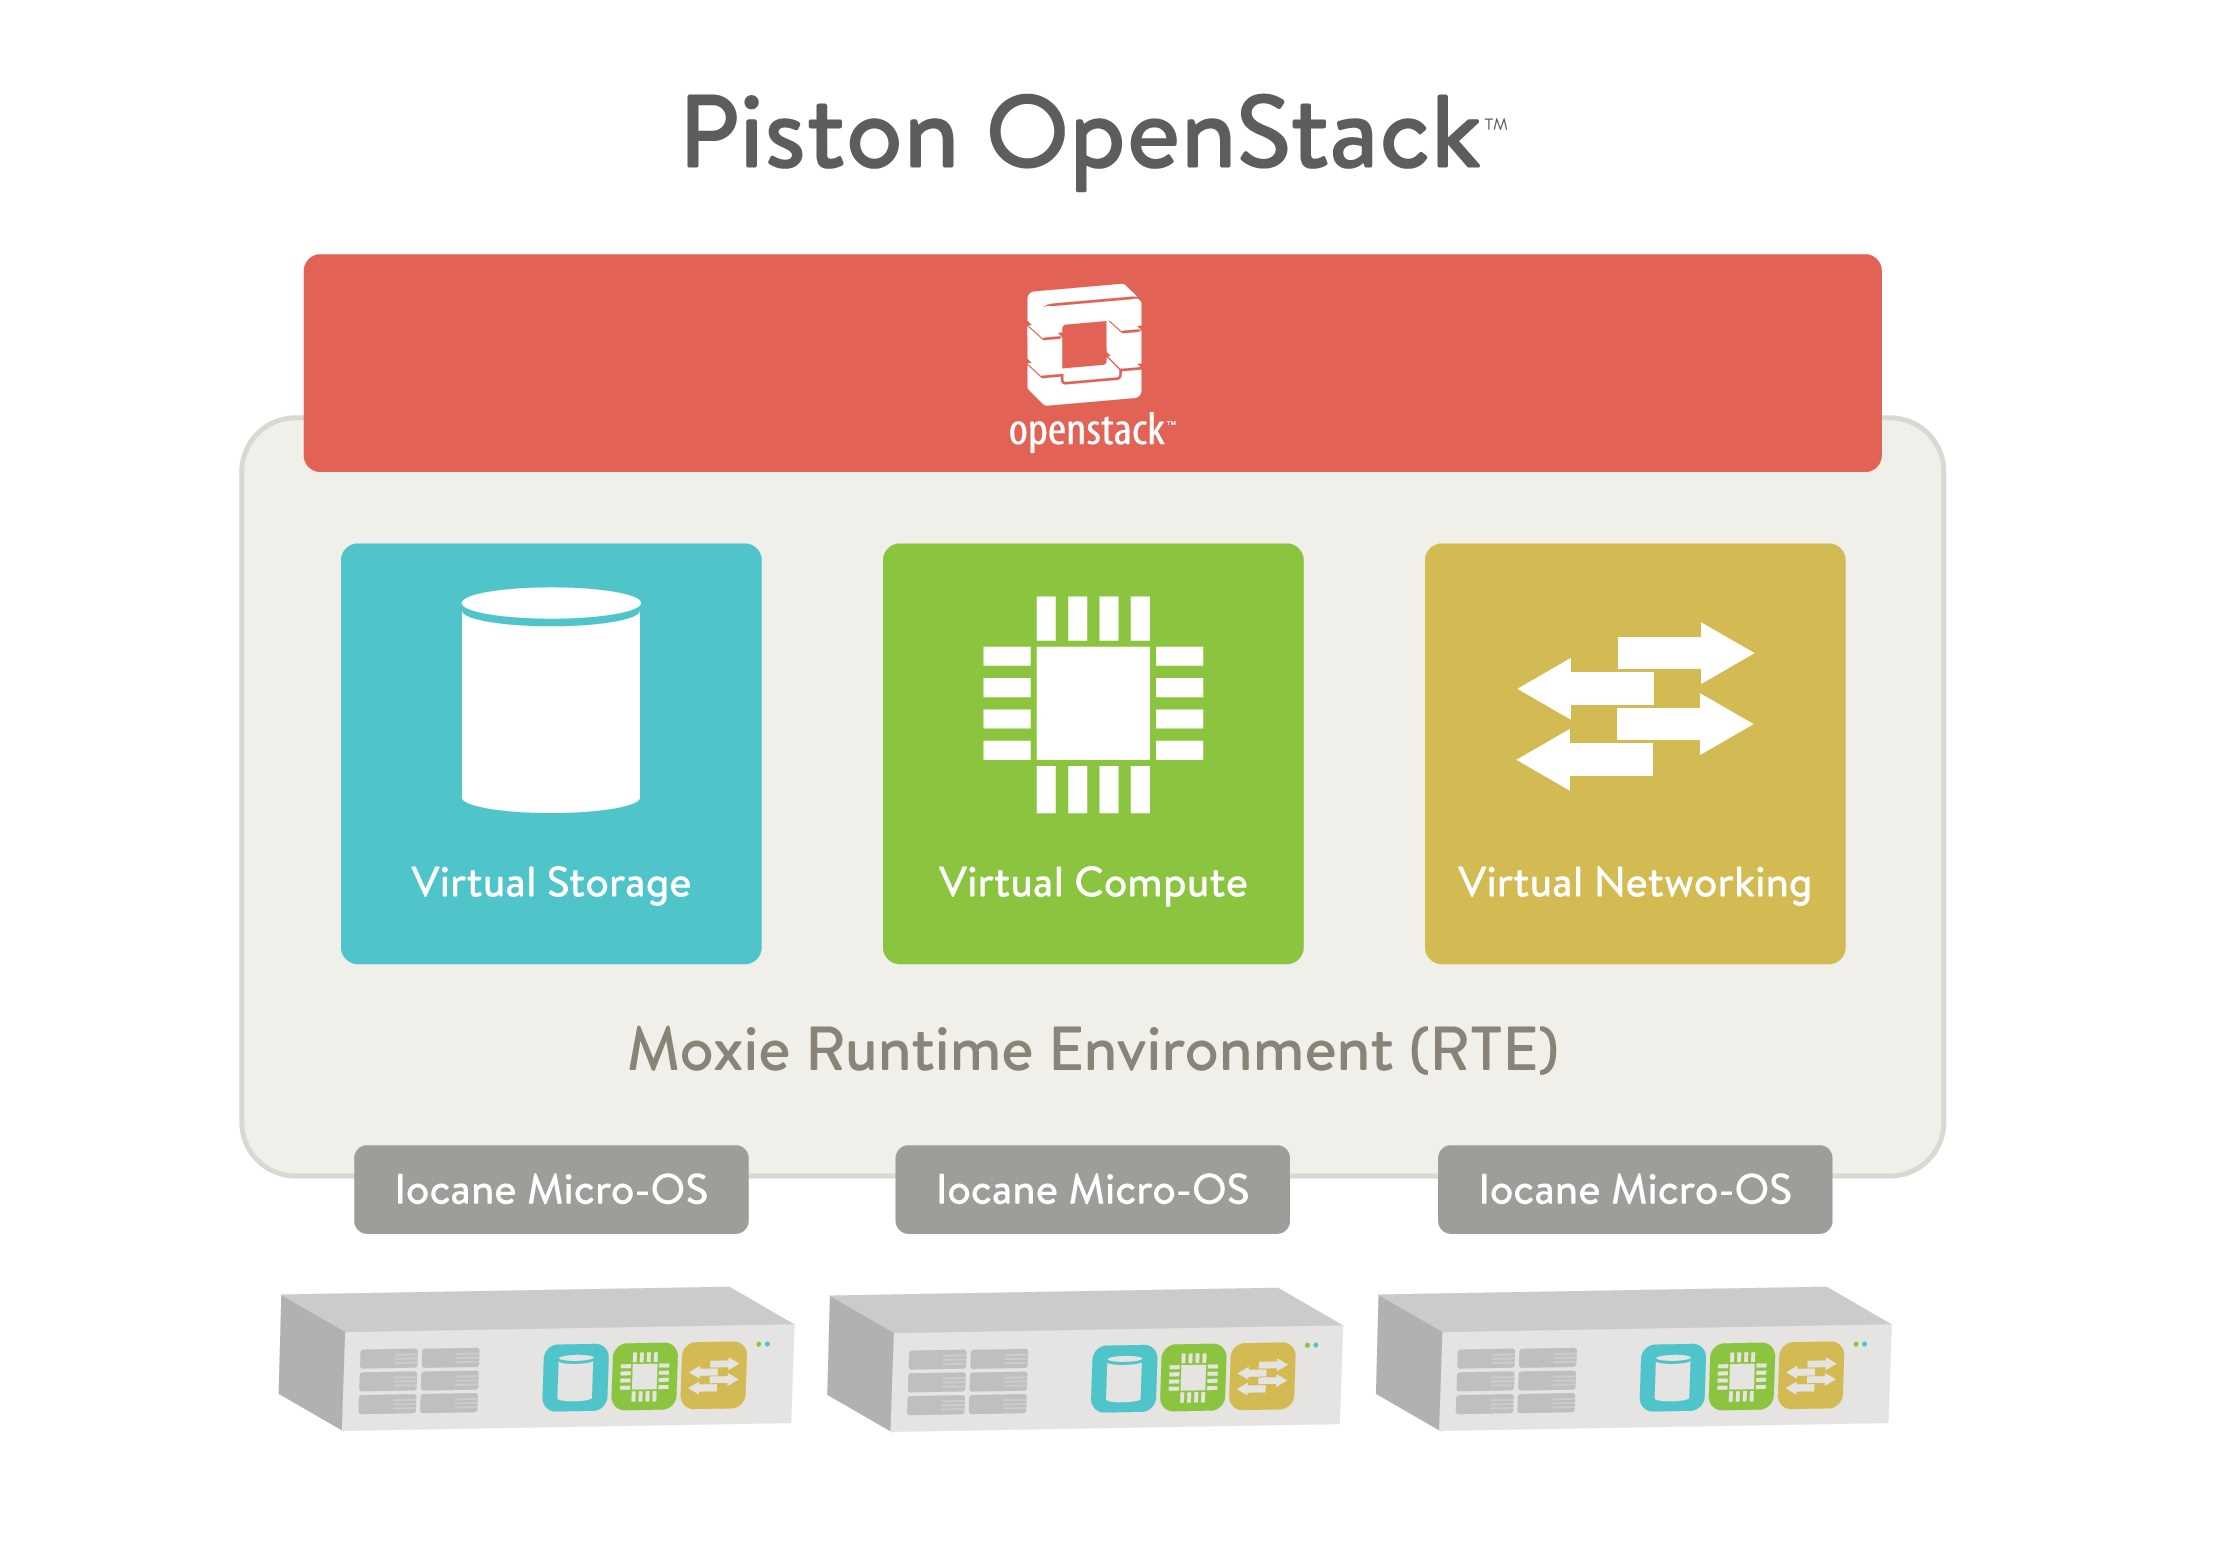 Piston OpenStack™
openstack™
Virtual Storage
Virtual Compute
Virtual Networking
Moxie Runtime Environment (RTE)
Iocane Micro-OS
Iocane Micro-OS
Iocane Micro-OS